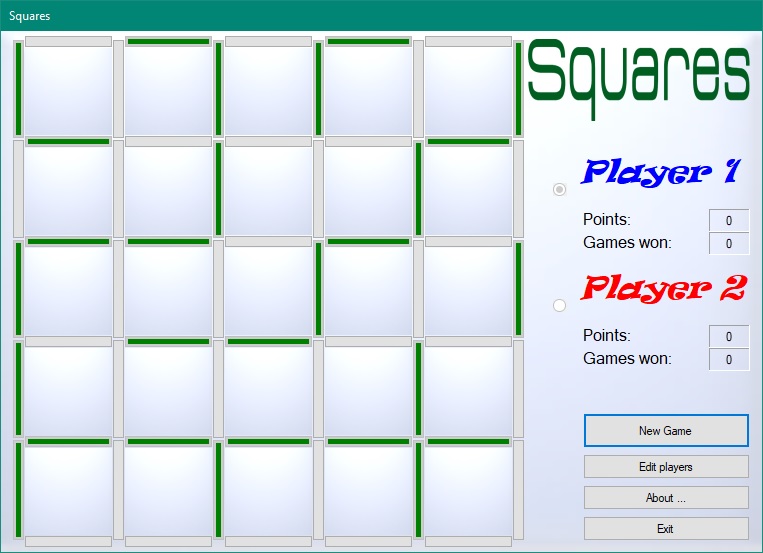 Squares
Squares
Player 1
Points: 0
Games won: 0
Player 2
Points: 0
Games won: 0
New Game
Edit players
About ...
Exit